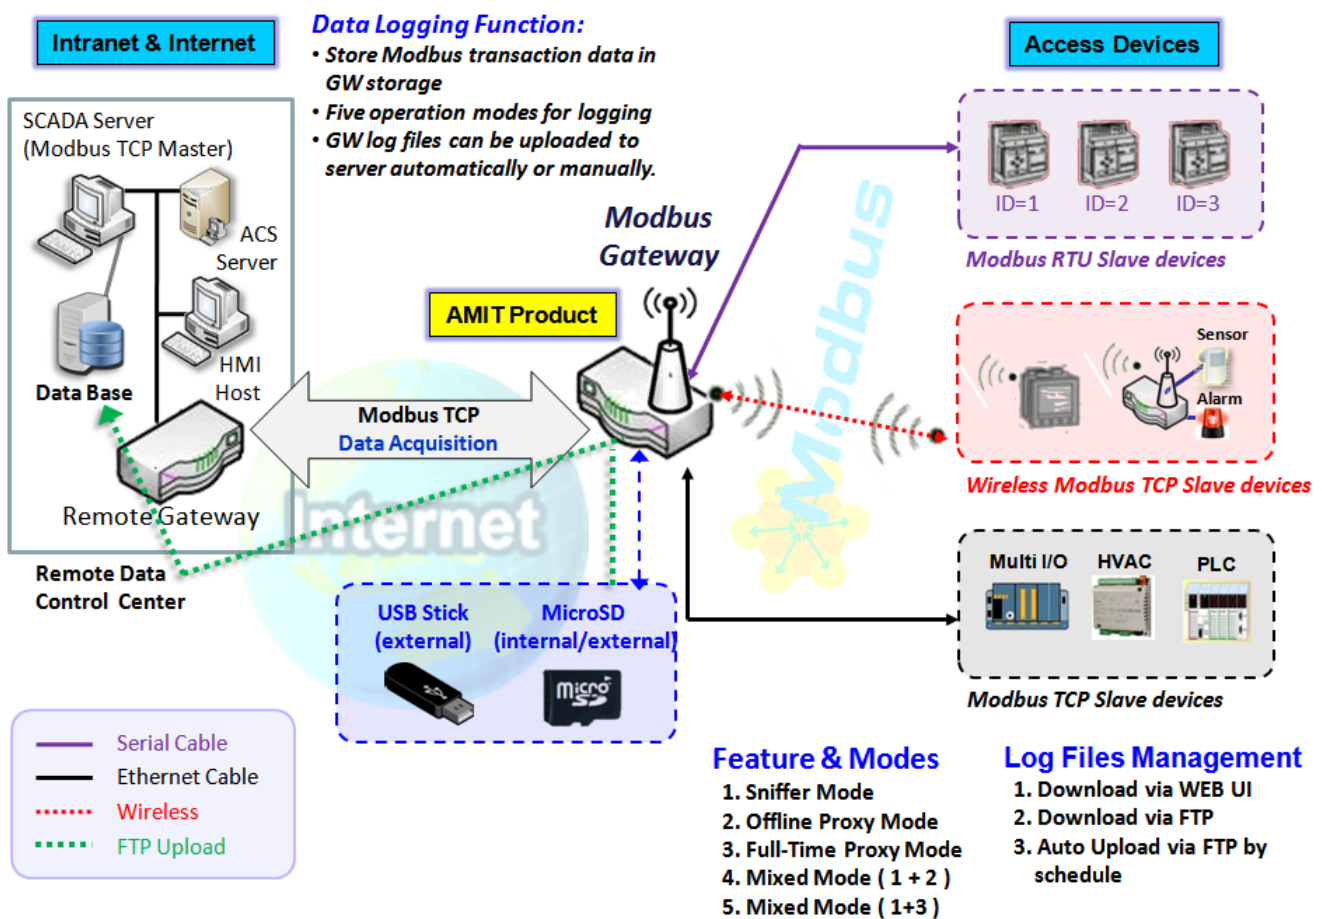 Intranet & Internet
Data Logging Function:
• Store Modbus transaction data in
GW storage
• Five operation modes for logging
• GW log files can be uploaded to
server automatically or manually.
Access Devices
SCADA Server
(Modbus TCP Master)
ACS
Server
HMI
Host
Data Base
Remote Gateway
Remote Data
Control Center
Modbus
Gateway
AMIT Product
Modbus TCP
Data Acquisition
Internet
Modbus
ID=1
ID=2
ID=3
Modbus RTU Slave devices
Sensor
Alarm
Wireless Modbus TCP Slave devices
Multi I/O
HVAC
PLC
Modbus TCP Slave devices
USB Stick
(external)
MicroSD
(internal/external)
Micro
SD
Serial Cable
Ethernet Cable
Wireless
FTP Upload
Feature & Modes
1. Sniffer Mode
2. Offline Proxy Mode
3. Full-Time Proxy Mode
4. Mixed Mode ( 1 + 2 )
5. Mixed Mode ( 1+3 )
Log Files Management
1. Download via WEB UI
2. Download via FTP
3. Auto Upload via FTP by
schedule